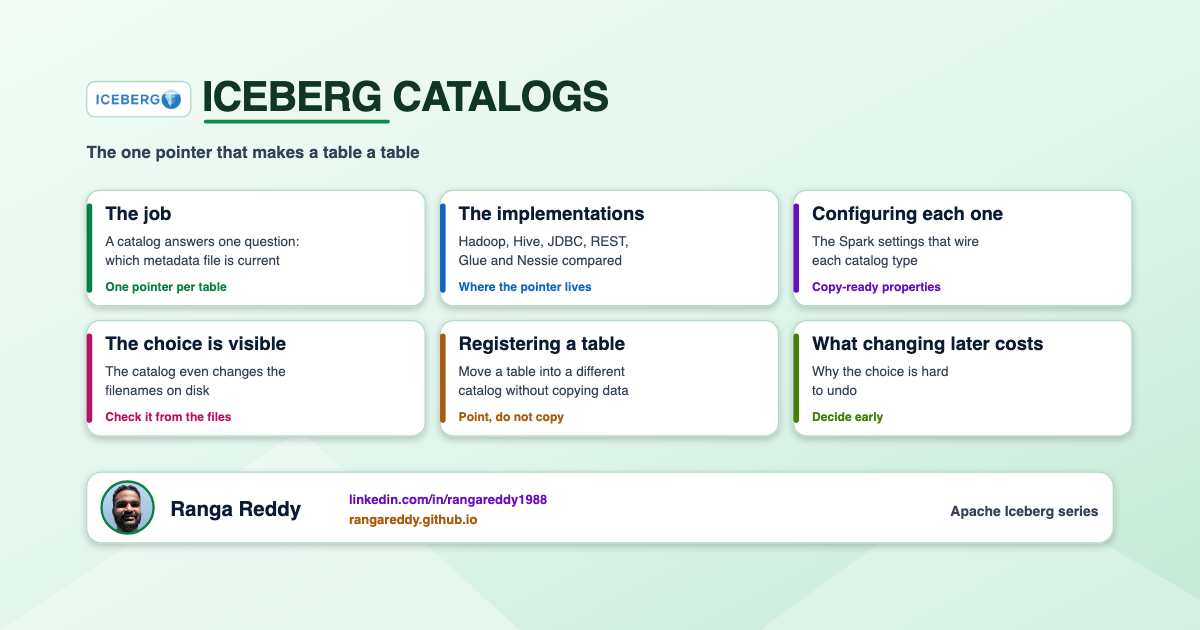 ICEBERG
ICEBERG CATALOGS
The one pointer that makes a table a table
The job
A catalog answers one question:
which metadata file is current
One pointer per table
The implementations
Hadoop, Hive, JDBC, REST,
Glue and Nessie compared
Where the pointer lives
Configuring each one
The Spark settings that wire
each catalog type
Copy-ready properties
The choice is visible
The catalog even changes the
filenames on disk
Check it from the files
Registering a table
Move a table into a different
catalog without copying data
Point, do not copy
What changing later costs
Why the choice is hard
to undo
Decide early
Ranga Reddy
linkedin.com/in/rangareddy1988
rangareddy.github.io
Apache Iceberg series